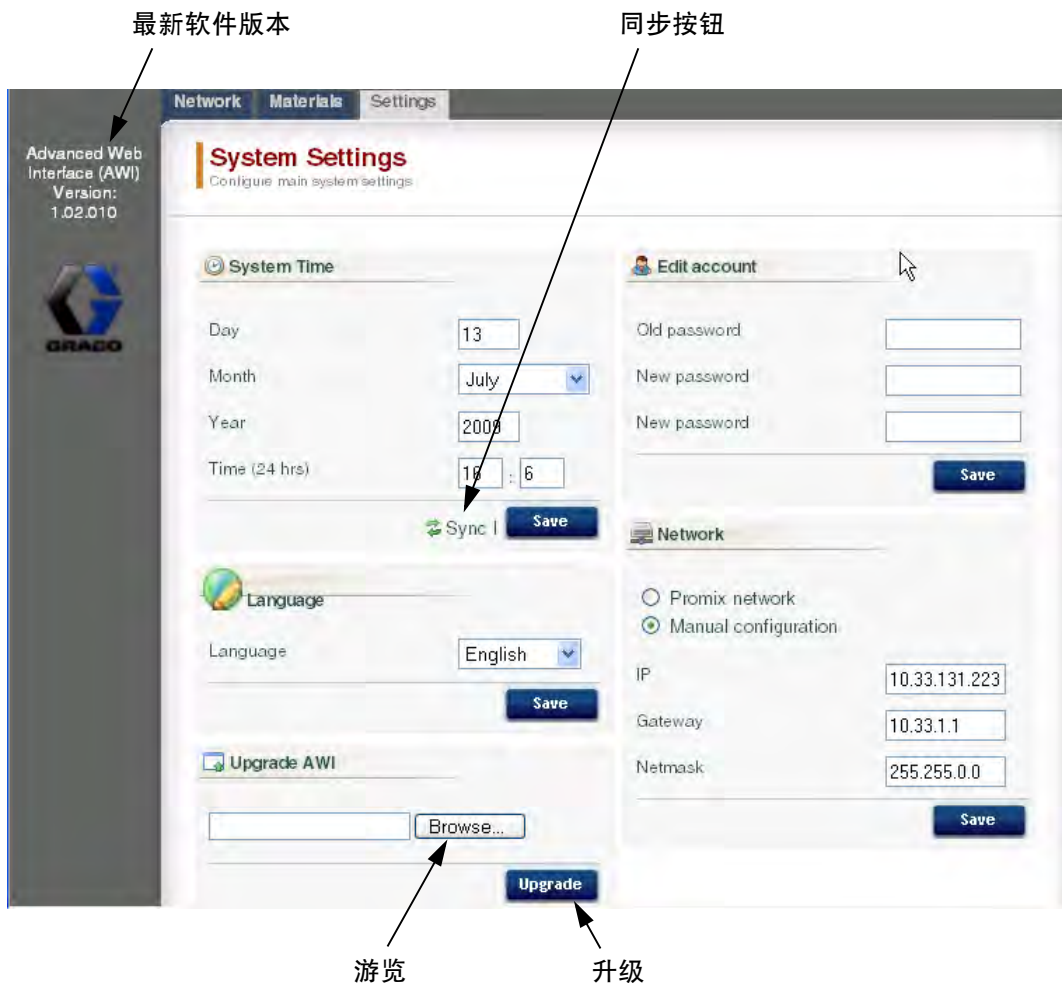 最新软件版本
同步按钮
Network Materials Settings
Advanced Web
Interface (AWI)
Version:
1.02.010
GRACO
System Settings
Configure main system settings
System Time
Day 13
Month July
Year 2009
Time (24 hrs) 16 : 6
Sync | Save
Language
Language English
Save
Upgrade AWI
Browse...
Upgrade
Edit account
Old password
New password
New password
Save
Network
Promix network
Manual configuration
IP 10.33.131.223
Gateway 10.33.1.1
Netmask 255.255.0.0
Save
游览
升级